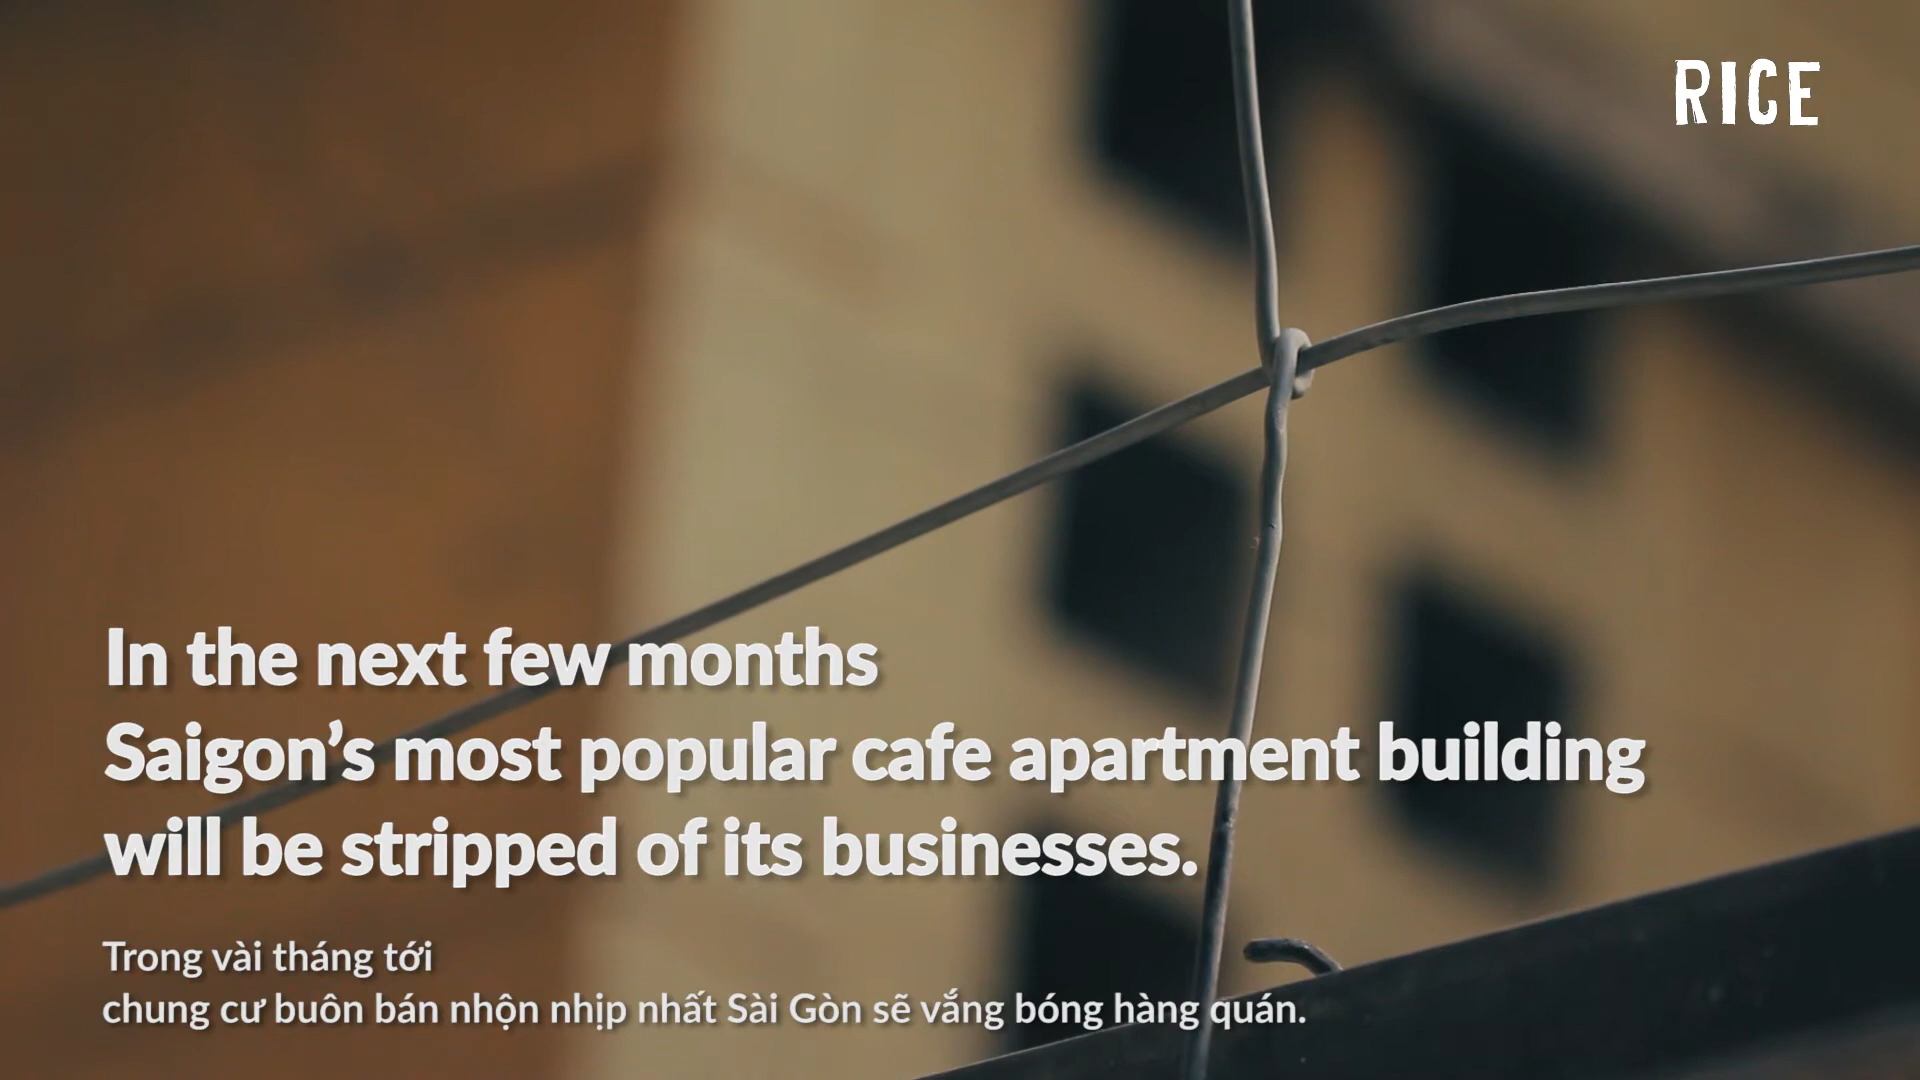 RICE
In the next few months
Saigon’s most popular cafe apartment building
will be stripped of its businesses.
Trong vài tháng tới
chung cư buôn bán nhộn nhịp nhất Sài Gòn sẽ vắng bóng hàng quán.